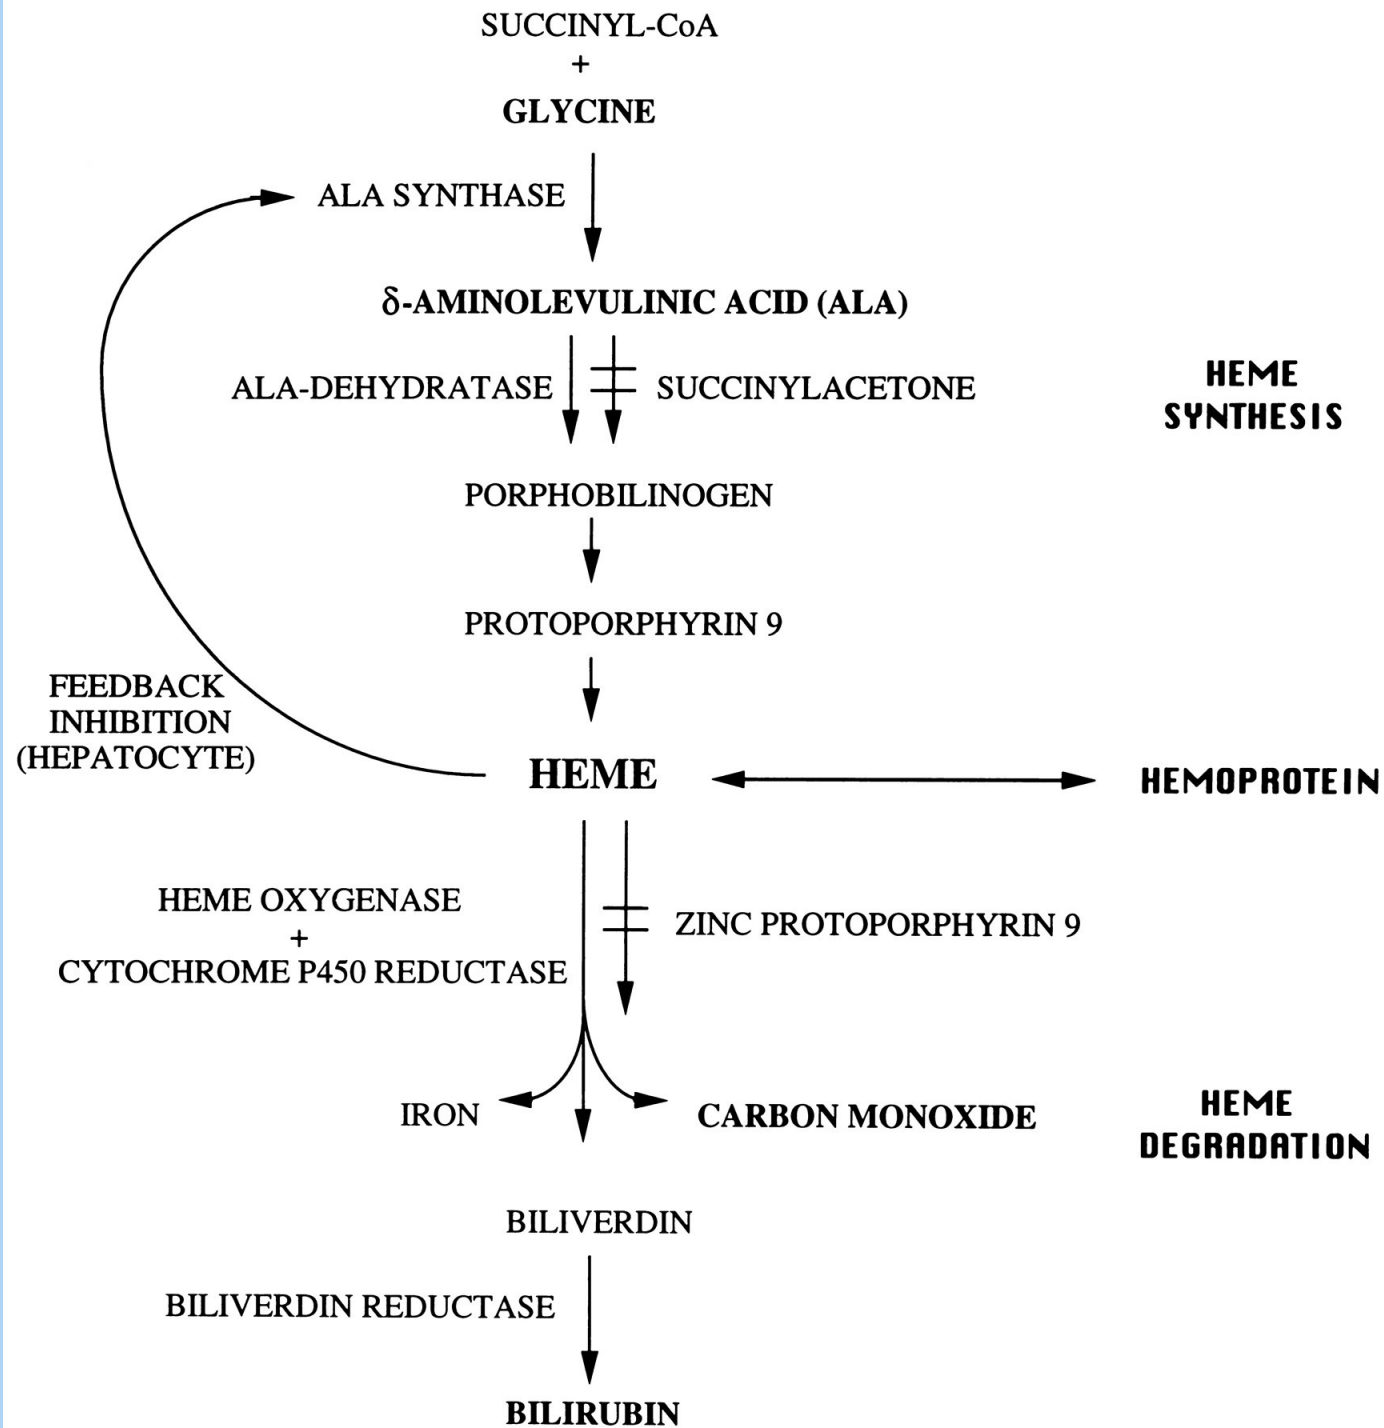 SUCCINYL-CoA
+
GLYCINE
ALA SYNTHASE
δ-AMINOLEVULINIC ACID (ALA)
ALA-DEHYDRATASE
SUCCINYLACETONE
HEME
SYNTHESIS
PORPHOBILINOGEN
PROTOPORPHYRIN 9
FEEDBACK
INHIBITION
(HEPATOCYTE)
HEME
HEMOPROTEIN
HEME OXYGENASE
+
CYTOCHROME P450 REDUCTASE
ZINC PROTOPORPHYRIN 9
IRON
CARBON MONOXIDE
HEME
DEGRADATION
BILIVERDIN
BILIVERDIN REDUCTASE
BILIRUBIN